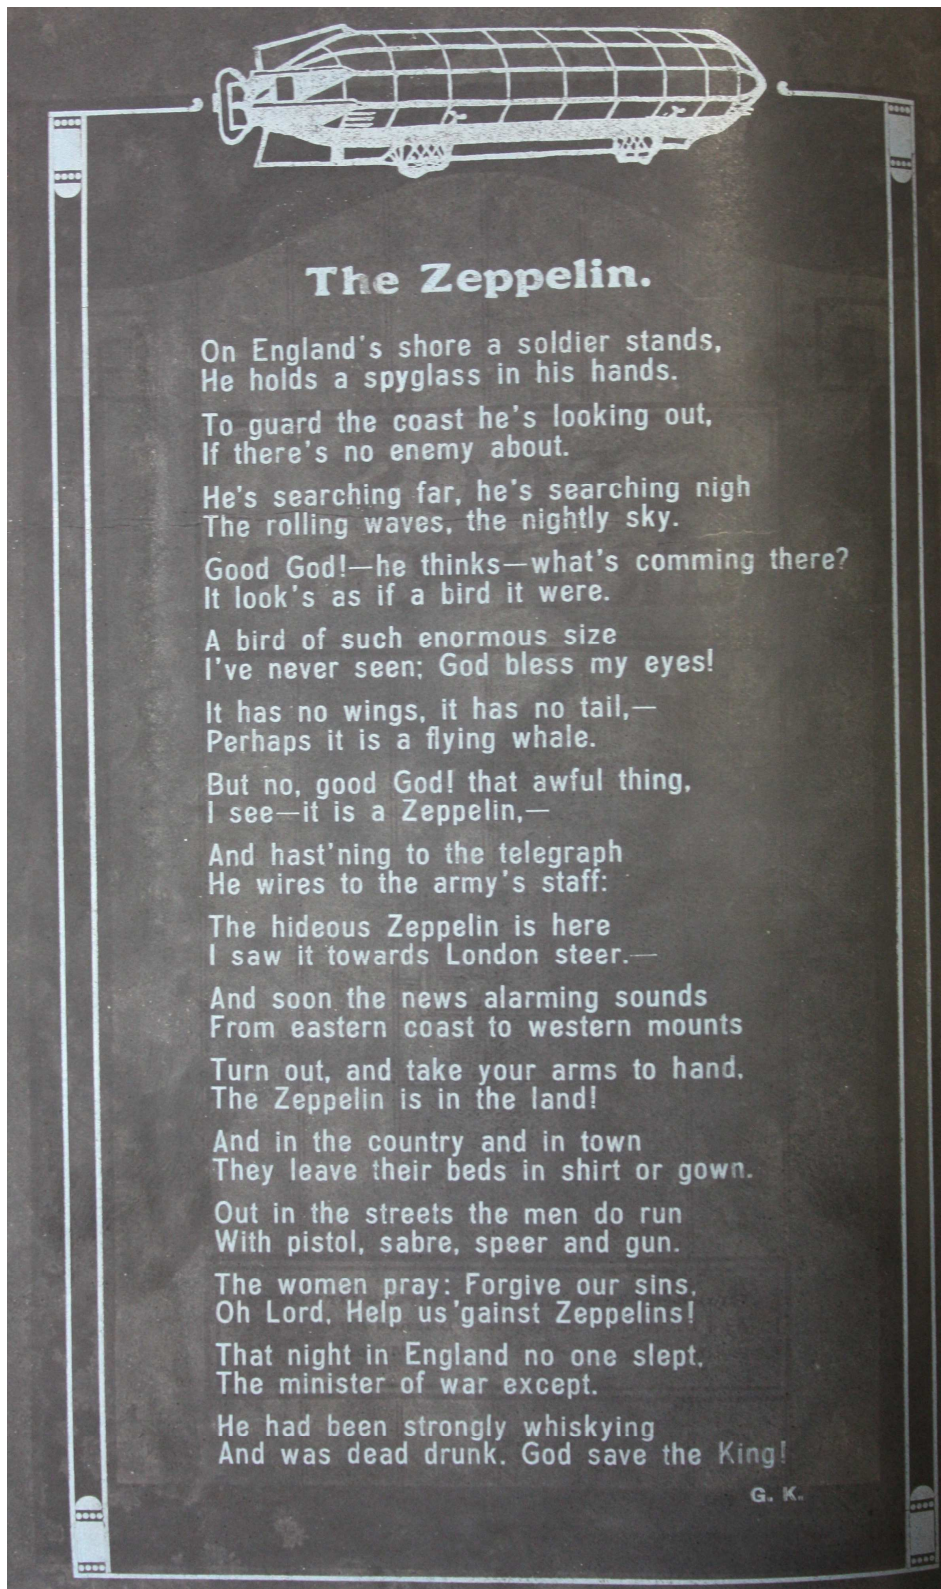 The Zeppelin.
On England's shore a soldier stands,
He holds a spyglass in his hands.
To guard the coast he's looking out,
If there's no enemy about.
He's searching far, he's searching nigh
The rolling waves, the nightly sky.
Good God!—he thinks—what's comming there?
It look's as if a bird it were.
A bird of such enormous size
I've never seen; God bless my eyes!
It has no wings, it has no tail,—
Perhaps it is a flying whale.
But no, good God! that awful thing,
I see—it is a Zeppelin,—
And hast'ning to the telegraph
He wires to the army's staff:
The hideous Zeppelin is here
I saw it towards London steer.—
And soon the news alarming sounds
From eastern coast to western mounts
Turn out, and take your arms to hand,
The Zeppelin is in the land!
And in the country and in town
They leave their beds in shirt or gown.
Out in the streets the men do run
With pistol, sabre, speer and gun.
The women pray: Forgive our sins,
Oh Lord, Help us 'gainst Zeppelins!
That night in England no one slept,
The minister of war except.
He had been strongly whiskying
And was dead drunk. God save the King!
G. K.